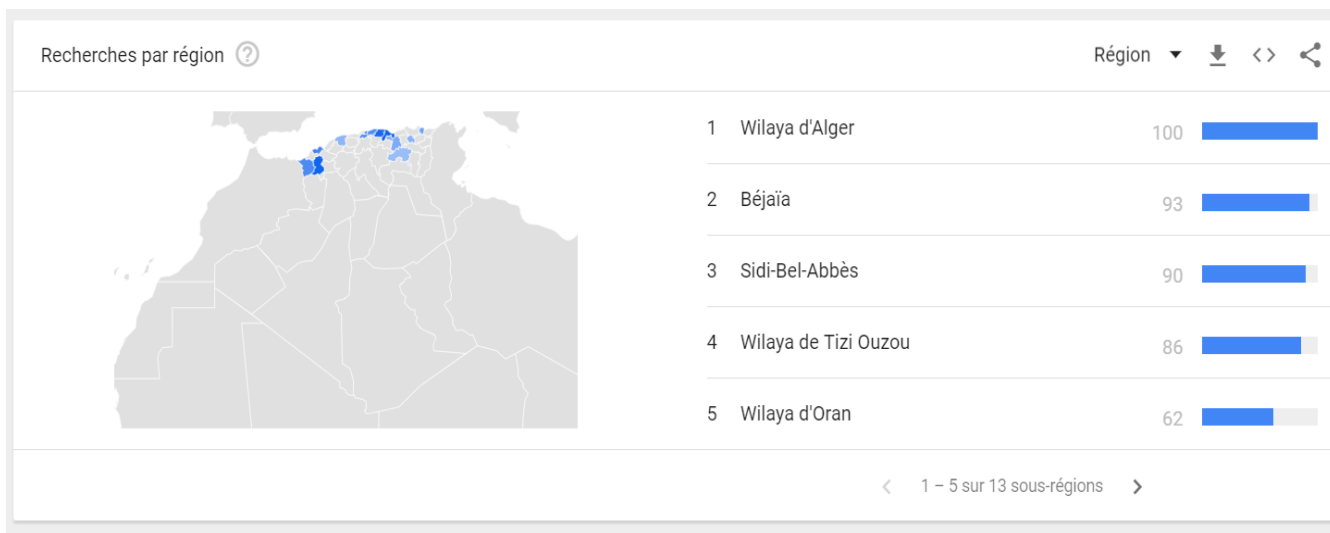 Recherches par région ?
Région
1 Wilaya d'Alger 100
2 Béjaïa 93
3 Sidi-Bel-Abbès 90
4 Wilaya de Tizi Ouzou 86
5 Wilaya d'Oran 62
1 – 5 sur 13 sous-régions